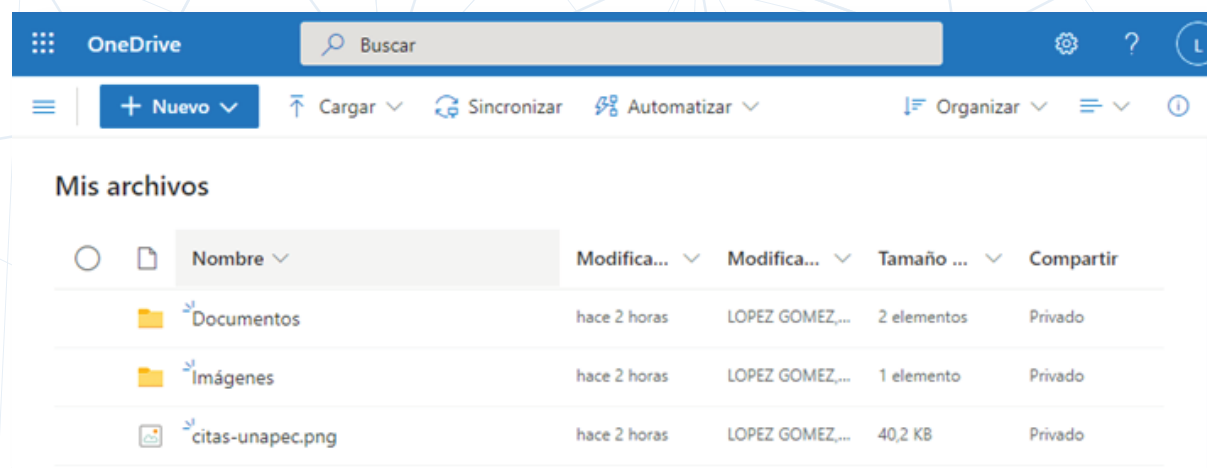 OneDrive Buscar ? L
+ Nuevo Cargar Sincronizar Automatizar Organizar
Mis archivos
Nombre Modifica... Modifica... Tamaño ... Compartir
Documentos hace 2 horas LOPEZ GOMEZ,... 2 elementos Privado
Imágenes hace 2 horas LOPEZ GOMEZ,... 1 elemento Privado
citas-unapec.png hace 2 horas LOPEZ GOMEZ,... 40,2 KB Privado